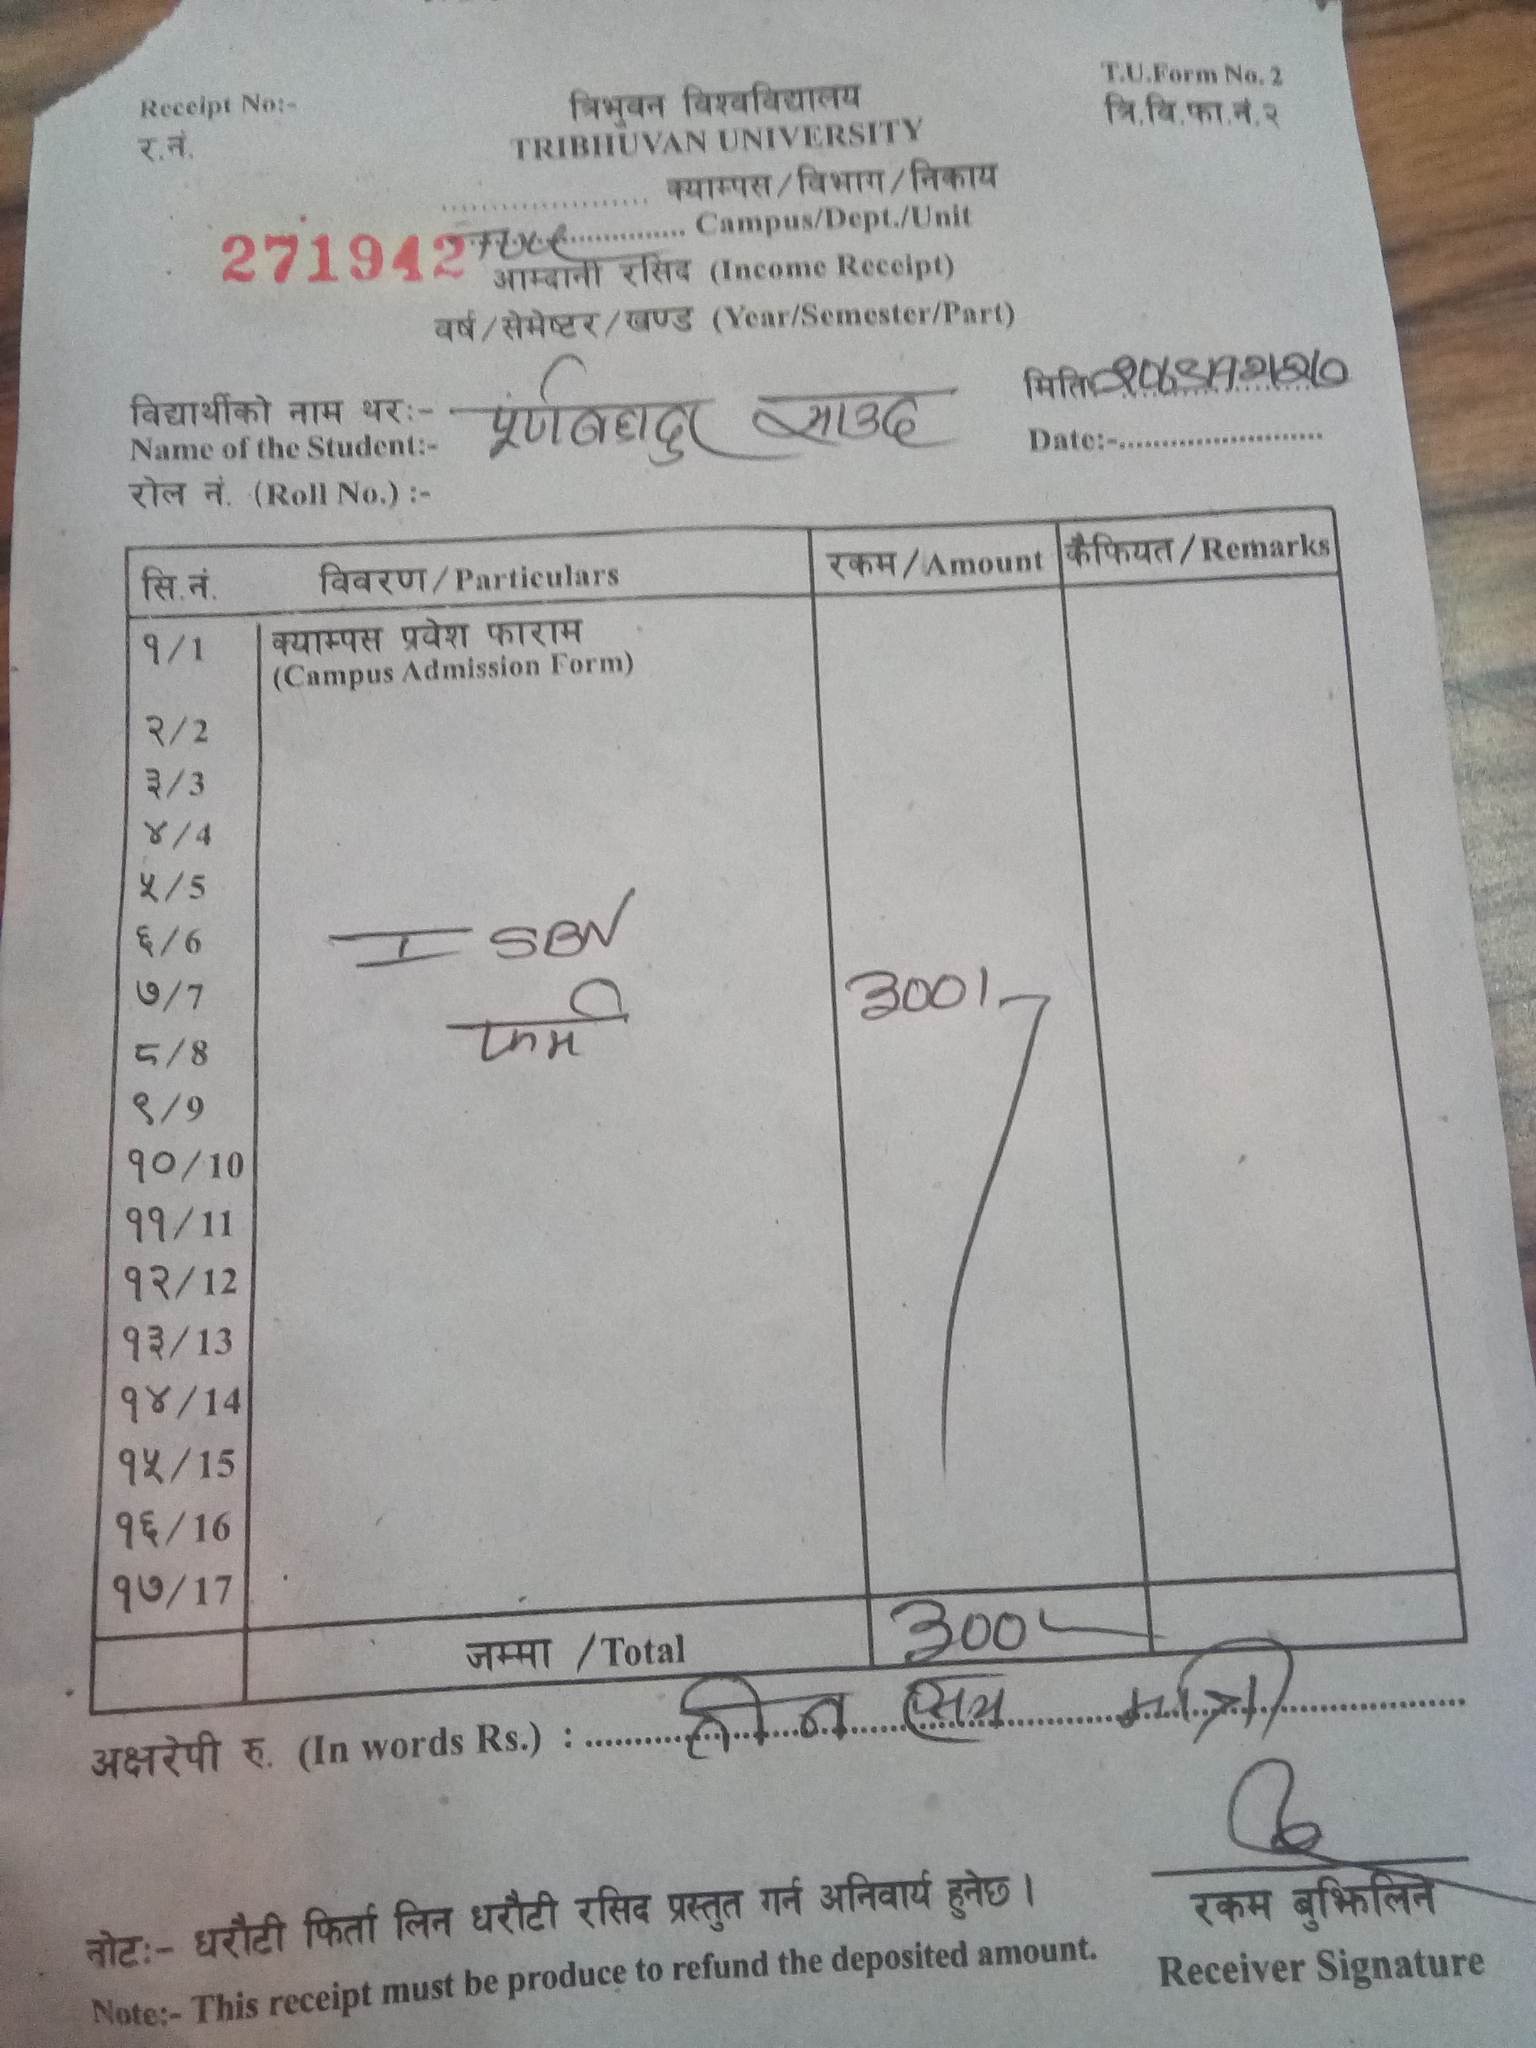 Receipt No:-
र.नं.
T.U.Form No. 2
त्रि.वि.फा.नं.२
त्रिभुवन विश्वविद्यालय
TRIBHUVAN UNIVERSITY
.................... क्याम्पस/विभाग/निकाय
271942
.................... Campus/Dept./Unit
आम्दानी रसिद (Income Receipt)
वर्ष/सेमेष्टर/खण्ड (Year/Semester/Part)
विद्यार्थीको नाम थर:- पूर्णबहादुर साउद
मिति
Name of the Student:-
Date:-........................
रोल नं. (Roll No.) :-
सि.नं. विवरण/Particulars रकम/Amount कैफियत/Remarks
१/1 क्याम्पस प्रवेश फाराम
(Campus Admission Form)
२/2
३/3
४/4
५/5
६/6 ISBN
७/7 300/-
फर्म
८/8
९/9
१०/10
११/11
१२/12
१३/13
१४/14
१५/15
१६/16
१७/17
जम्मा /Total 300/-
अक्षरेपी रु. (In words Rs.) : तीन सय मात्र
रकम बुझिलिने
Receiver Signature
नोट:- धरौटी फिर्ता लिन धरौटी रसिद प्रस्तुत गर्न अनिवार्य हुनेछ ।
Note:- This receipt must be produce to refund the deposited amount.